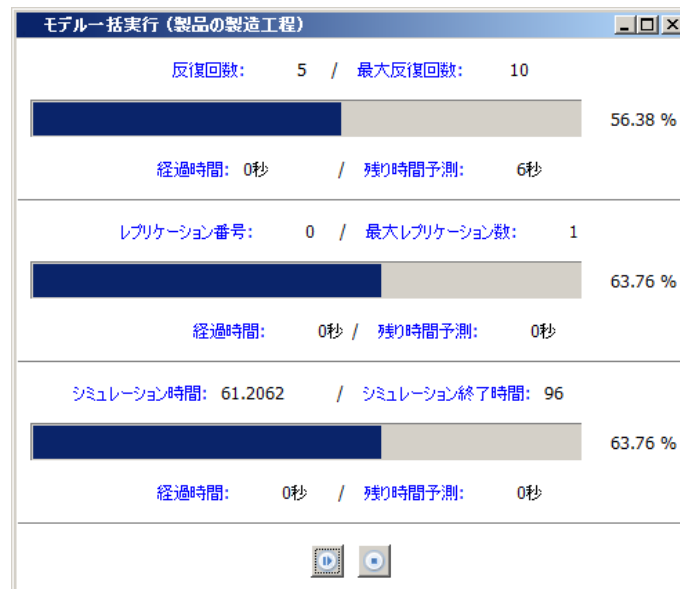 モデル一括実行（製品の製造工程）
反復回数: 5 / 最大反復回数: 10
56.38 %
経過時間: 0秒 / 残り時間予測: 6秒
レプリケーション番号: 0 / 最大レプリケーション数: 1
63.76 %
経過時間: 0秒 / 残り時間予測: 0秒
シミュレーション時間: 61.2062 / シミュレーション終了時間: 96
63.76 %
経過時間: 0秒 / 残り時間予測: 0秒